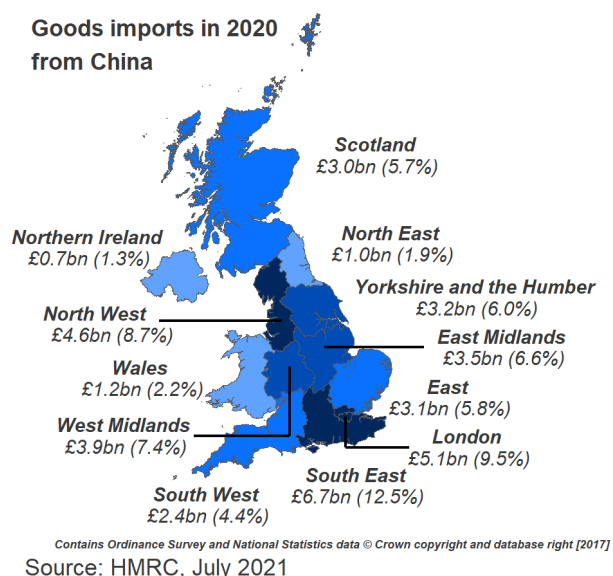 Goods imports in 2020
from China
Scotland
£3.0bn (5.7%)
Northern Ireland
£0.7bn (1.3%)
North East
£1.0bn (1.9%)
Yorkshire and the Humber
£3.2bn (6.0%)
North West
£4.6bn (8.7%)
East Midlands
£3.5bn (6.6%)
Wales
£1.2bn (2.2%)
East
£3.1bn (5.8%)
West Midlands
£3.9bn (7.4%)
London
£5.1bn (9.5%)
South East
£6.7bn (12.5%)
South West
£2.4bn (4.4%)
Contains Ordinance Survey and National Statistics data © Crown copyright and database right [2017]
Source: HMRC, July 2021